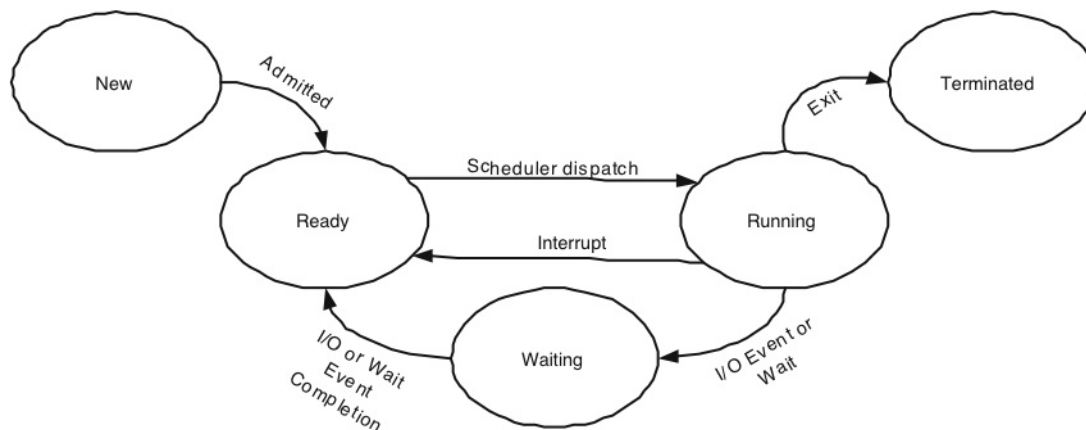 New
Admitted
Exit
Terminated
Scheduler dispatch
Ready
Running
Interrupt
I/O or Wait
Event
Completion
Waiting
I/O Event or
Wait